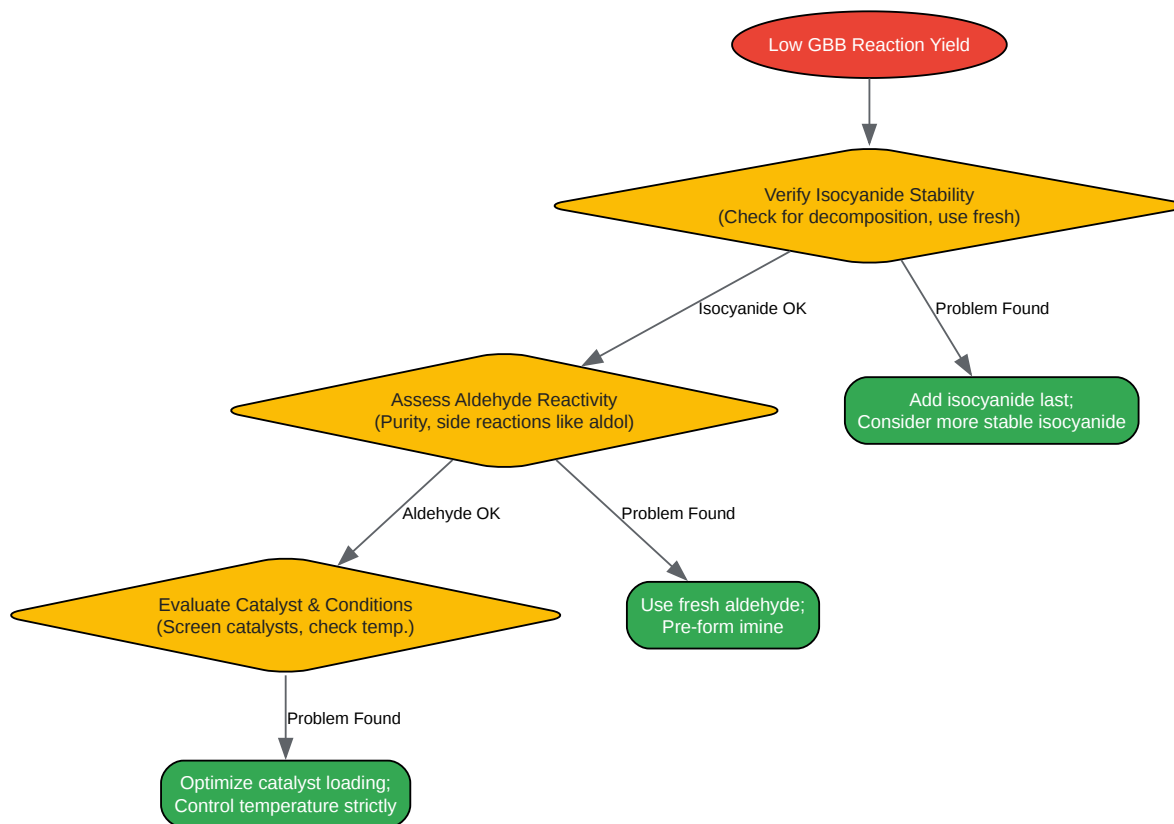 Low GBB Reaction Yield
Verify Isocyanide Stability
(Check for decomposition, use fresh)
Isocyanide OK
Problem Found
Assess Aldehyde Reactivity
(Purity, side reactions like aldol)
Add isocyanide last;
Consider more stable isocyanide
Aldehyde OK
Problem Found
Evaluate Catalyst & Conditions
(Screen catalysts, check temp.)
Use fresh aldehyde;
Pre-form imine
Problem Found
Optimize catalyst loading;
Control temperature strictly